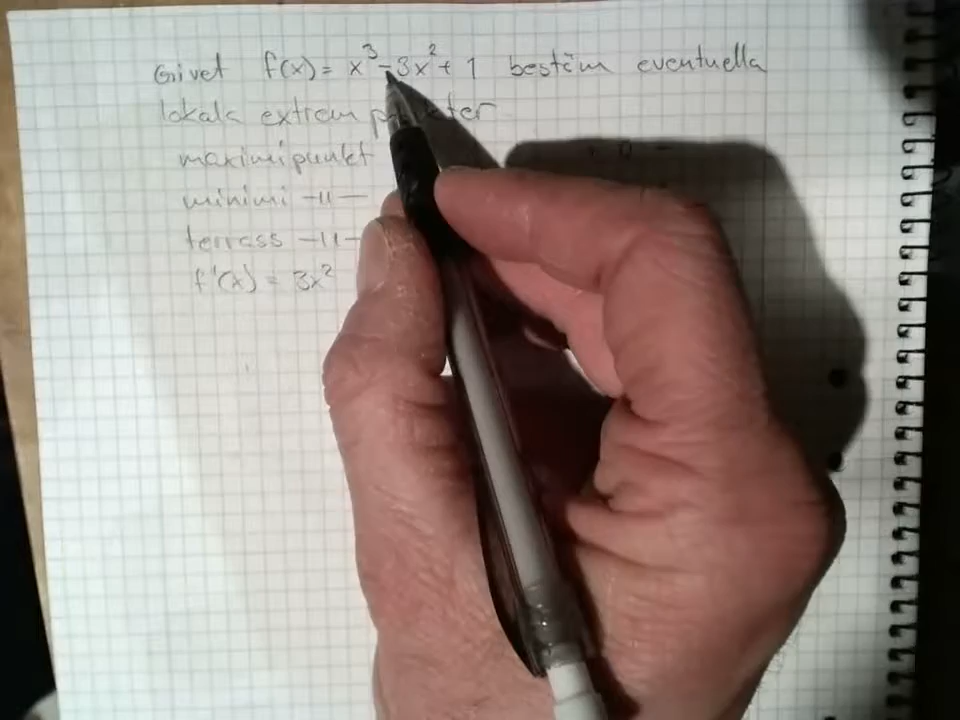 Givet f(x) = x³ - 3x² + 1 bestäm eventuella
lokala extrem
maximipunkt
minimi -11-
terrass -11-
f'(x) = 3x²